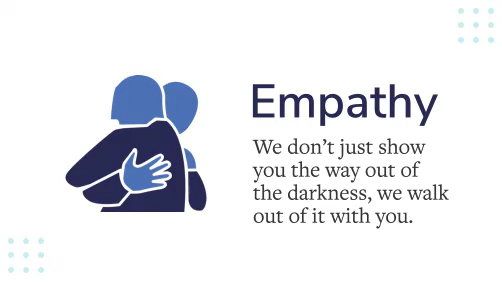 Empathy
We don’t just show
you the way out of
the darkness, we walk
out of it with you.